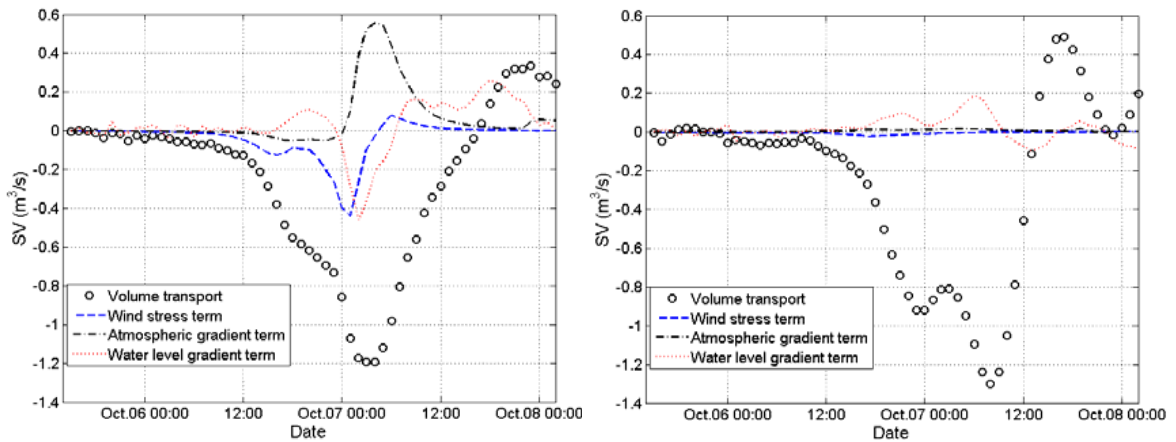 0.6
0.4
0.2
0
-0.2
-0.4
-0.6
-0.8
-1
-1.2
-1.4
SV (m³/s)
Volume transport
Wind stress term
Atmospheric gradient term
Water level gradient term
Oct.06 00:00
12:00
Oct.07 00:00
12:00
Oct.08 00:00
Date
0.6
0.4
0.2
0
-0.2
-0.4
-0.6
-0.8
-1
-1.2
-1.4
SV (m³/s)
Volume transport
Wind stress term
Atmospheric gradient term
Water level gradient term
Oct.06 00:00
12:00
Oct.07 00:00
12:00
Oct.08 00:00
Date